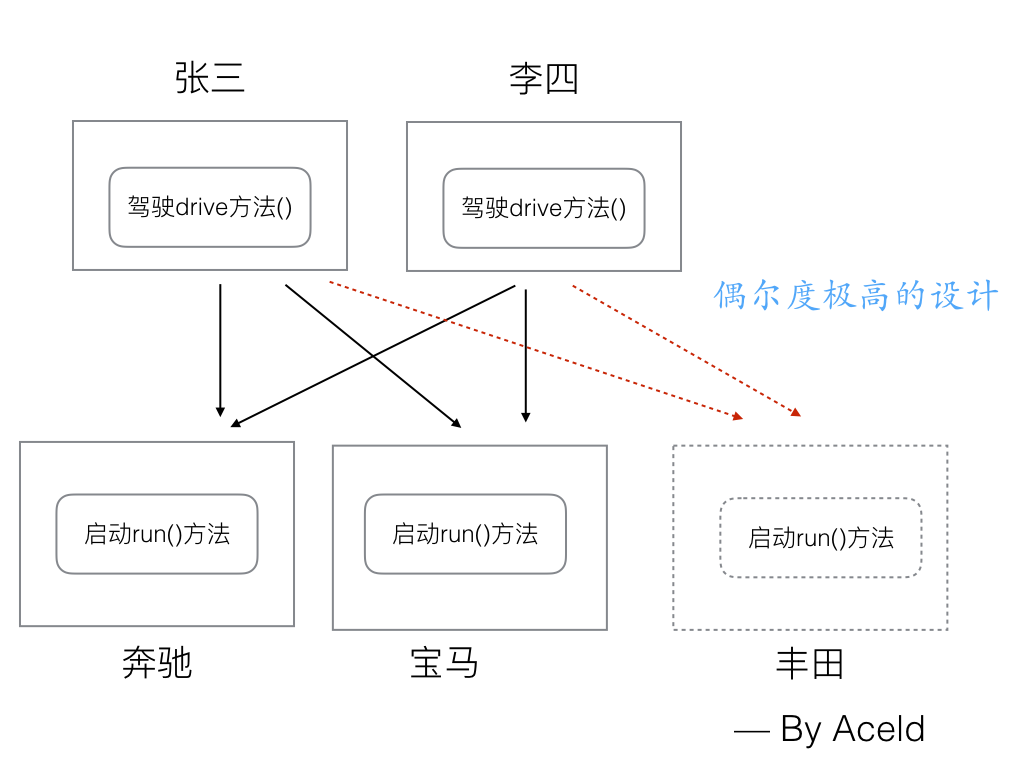 张三
李四
驾驶drive方法()
驾驶drive方法()
偶尔度极高的设计
启动run()方法
启动run()方法
启动run()方法
奔驰
宝马
丰田
— By Aceld